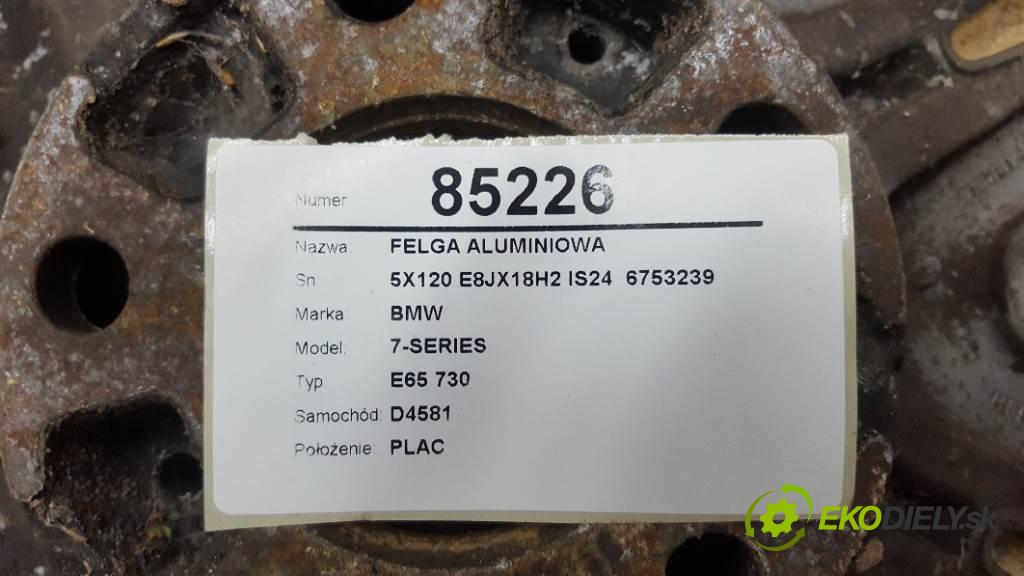 Numer 85226
Nazwa: FELGA ALUMINIOWA
Sn: 5X120 E8JX18H2 IS24 6753239
Marka: BMW
Model: 7-SERIES
Typ: E65 730
Samochód: D4581
Położenie: PLAC
EKODIELY.sk